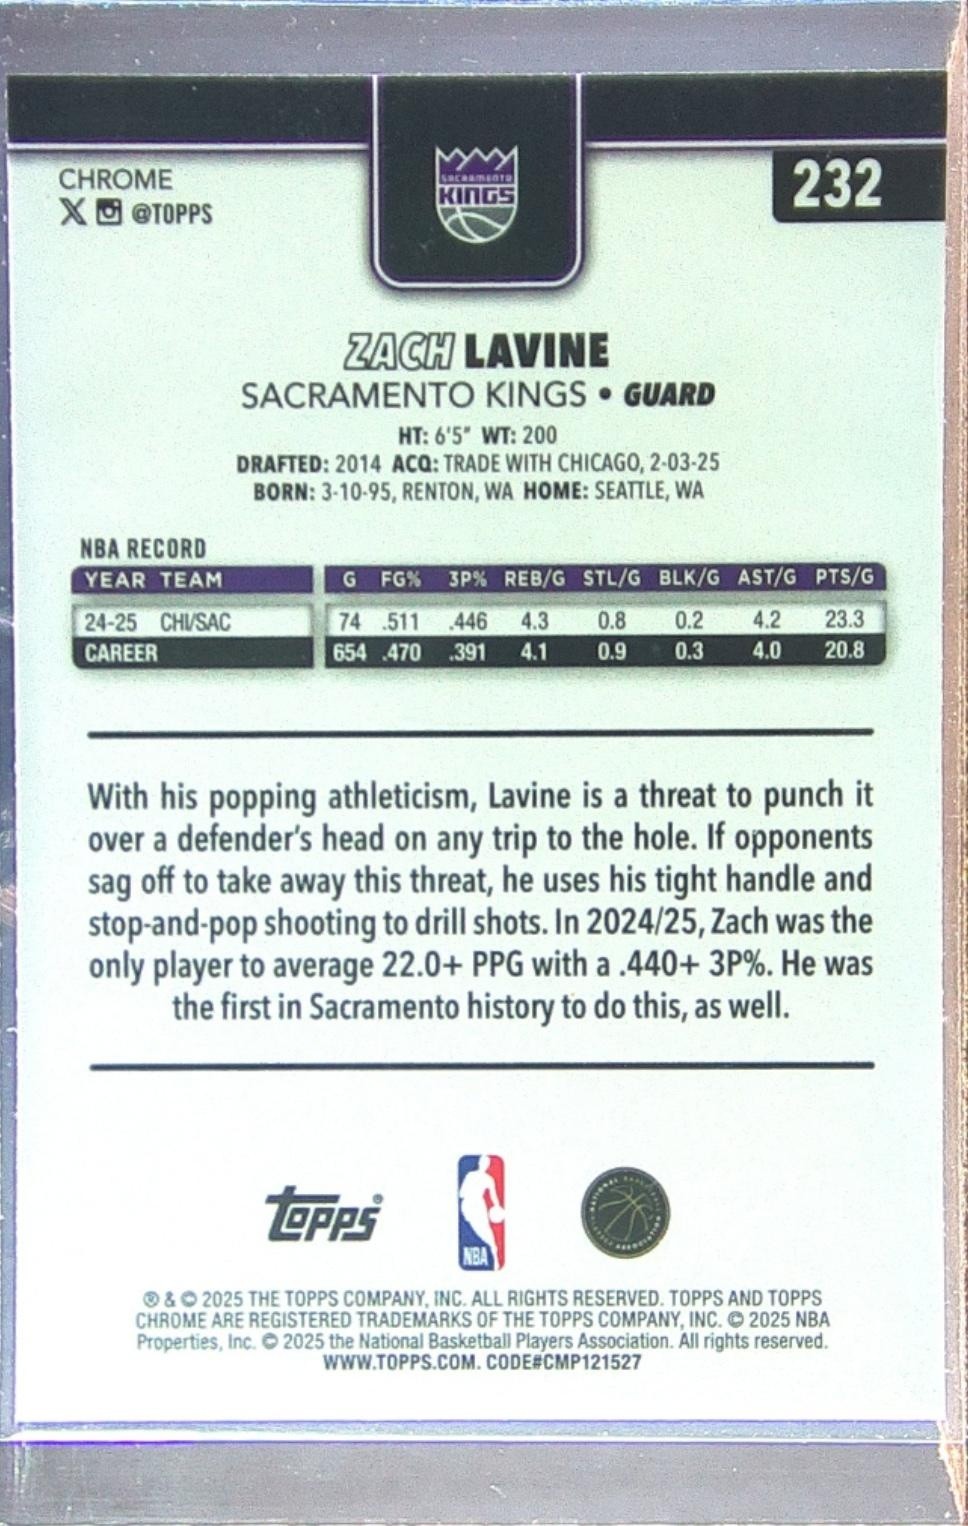 SACRAMENTO
KINGS
CHROME
232
X @TOPPS
ZACH LAVINE
SACRAMENTO KINGS • GUARD
HT: 6'5" WT: 200
DRAFTED: 2014 ACQ: TRADE WITH CHICAGO, 2-03-25
BORN: 3-10-95, RENTON, WA HOME: SEATTLE, WA
NBA RECORD
YEAR TEAM G FG% 3P% REB/G STL/G BLK/G AST/G PTS/G
24-25 CHI/SAC 74 .511 .446 4.3 0.8 0.2 4.2 23.3
CAREER 654 .470 .391 4.1 0.9 0.3 4.0 20.8
With his popping athleticism, Lavine is a threat to punch it
over a defender's head on any trip to the hole. If opponents
sag off to take away this threat, he uses his tight handle and
stop-and-pop shooting to drill shots. In 2024/25, Zach was the
only player to average 22.0+ PPG with a .440+ 3P%. He was
the first in Sacramento history to do this, as well.
Topps®
NBA
® & © 2025 THE TOPPS COMPANY, INC. ALL RIGHTS RESERVED. TOPPS AND TOPPS
CHROME ARE REGISTERED TRADEMARKS OF THE TOPPS COMPANY, INC. © 2025 NBA
Properties, Inc. © 2025 the National Basketball Players Association. All rights reserved.
WWW.TOPPS.COM. CODE#CMP121527